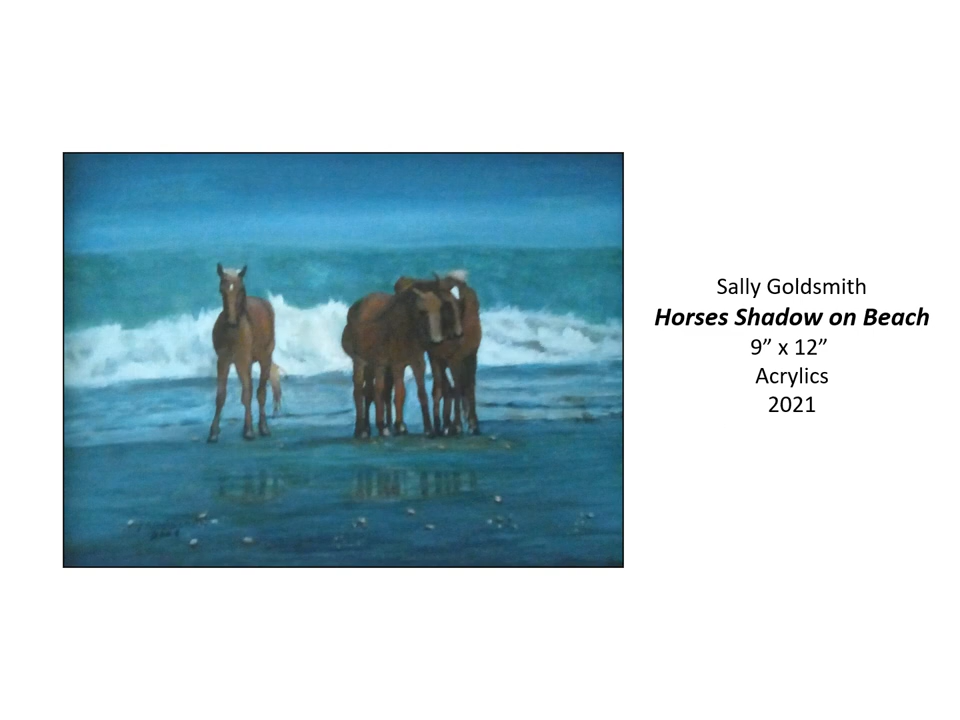 Sally Goldsmith
Horses Shadow on Beach
9” x 12”
Acrylics
2021